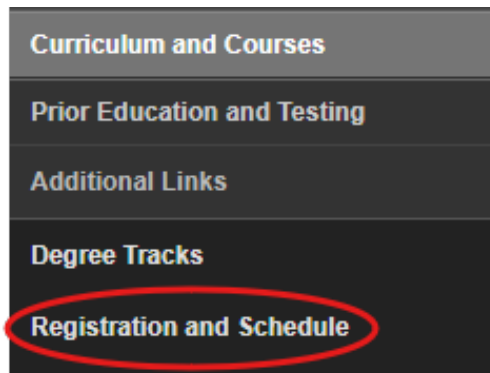 Curriculum and Courses
Prior Education and Testing
Additional Links
Degree Tracks
Registration and Schedule